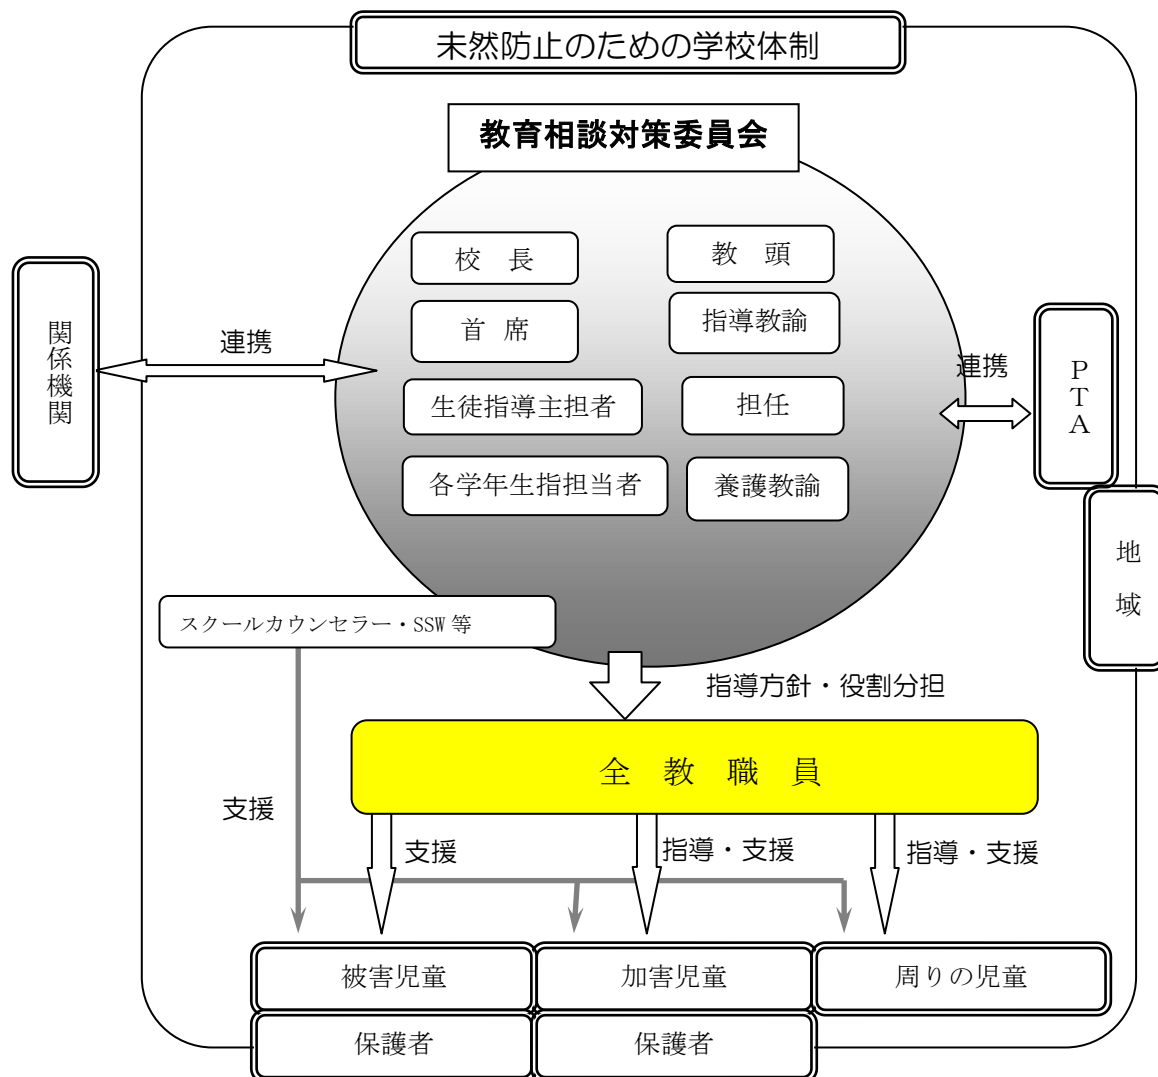 未然防止のための学校体制
教育相談対策委員会
校 長
教 頭
首 席
指導教諭
生徒指導主担者
担任
各学年生指担当者
養護教諭
スクールカウンセラー・SSW 等
関係機関
連携
連携
PTA
地域
指導方針・役割分担
全 教 職 員
支援
支援
指導・支援
指導・支援
被害児童
加害児童
周りの児童
保護者
保護者